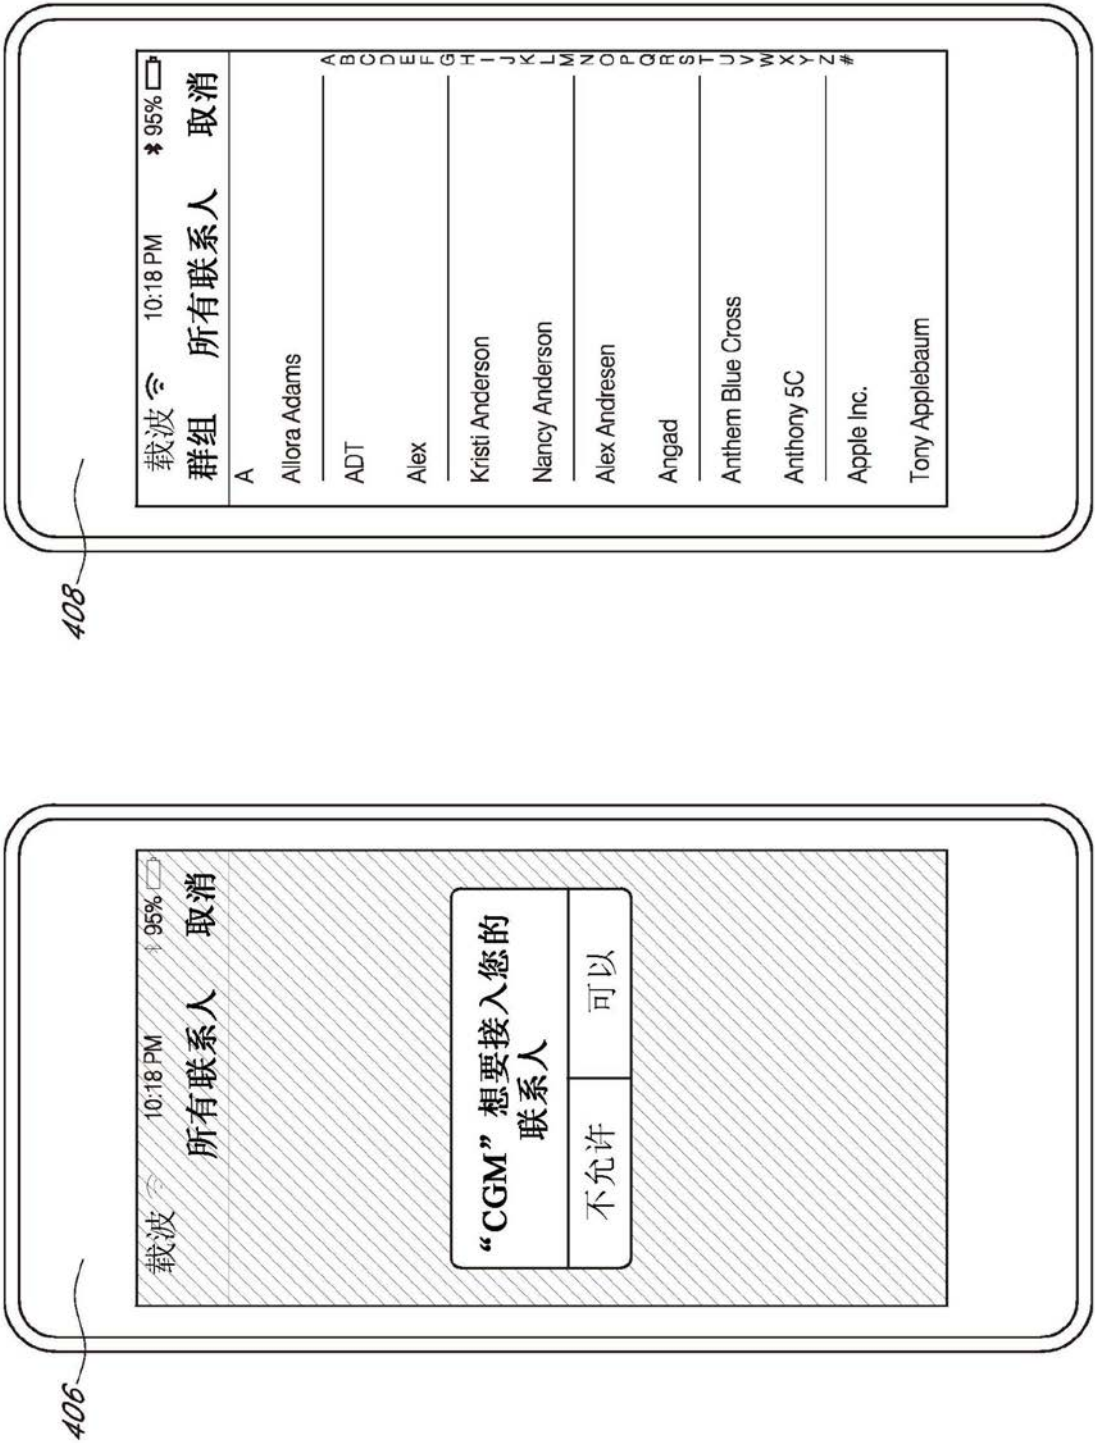 406
载波 10:18 PM 95%
所有联系人 取消
“CGM” 想要接入您的
联系人
不允许 可以
408
载波 10:18 PM 95%
群组 所有联系人 取消
A
Allora Adams
ADT
Alex
Kristi Anderson
Nancy Anderson
Alex Andresen
Angad
Anthem Blue Cross
Anthony 5C
Apple Inc.
Tony Applebaum
A
B
C
D
E
F
G
H
I
J
K
L
M
N
O
P
Q
R
S
T
U
V
W
X
Y
Z
#